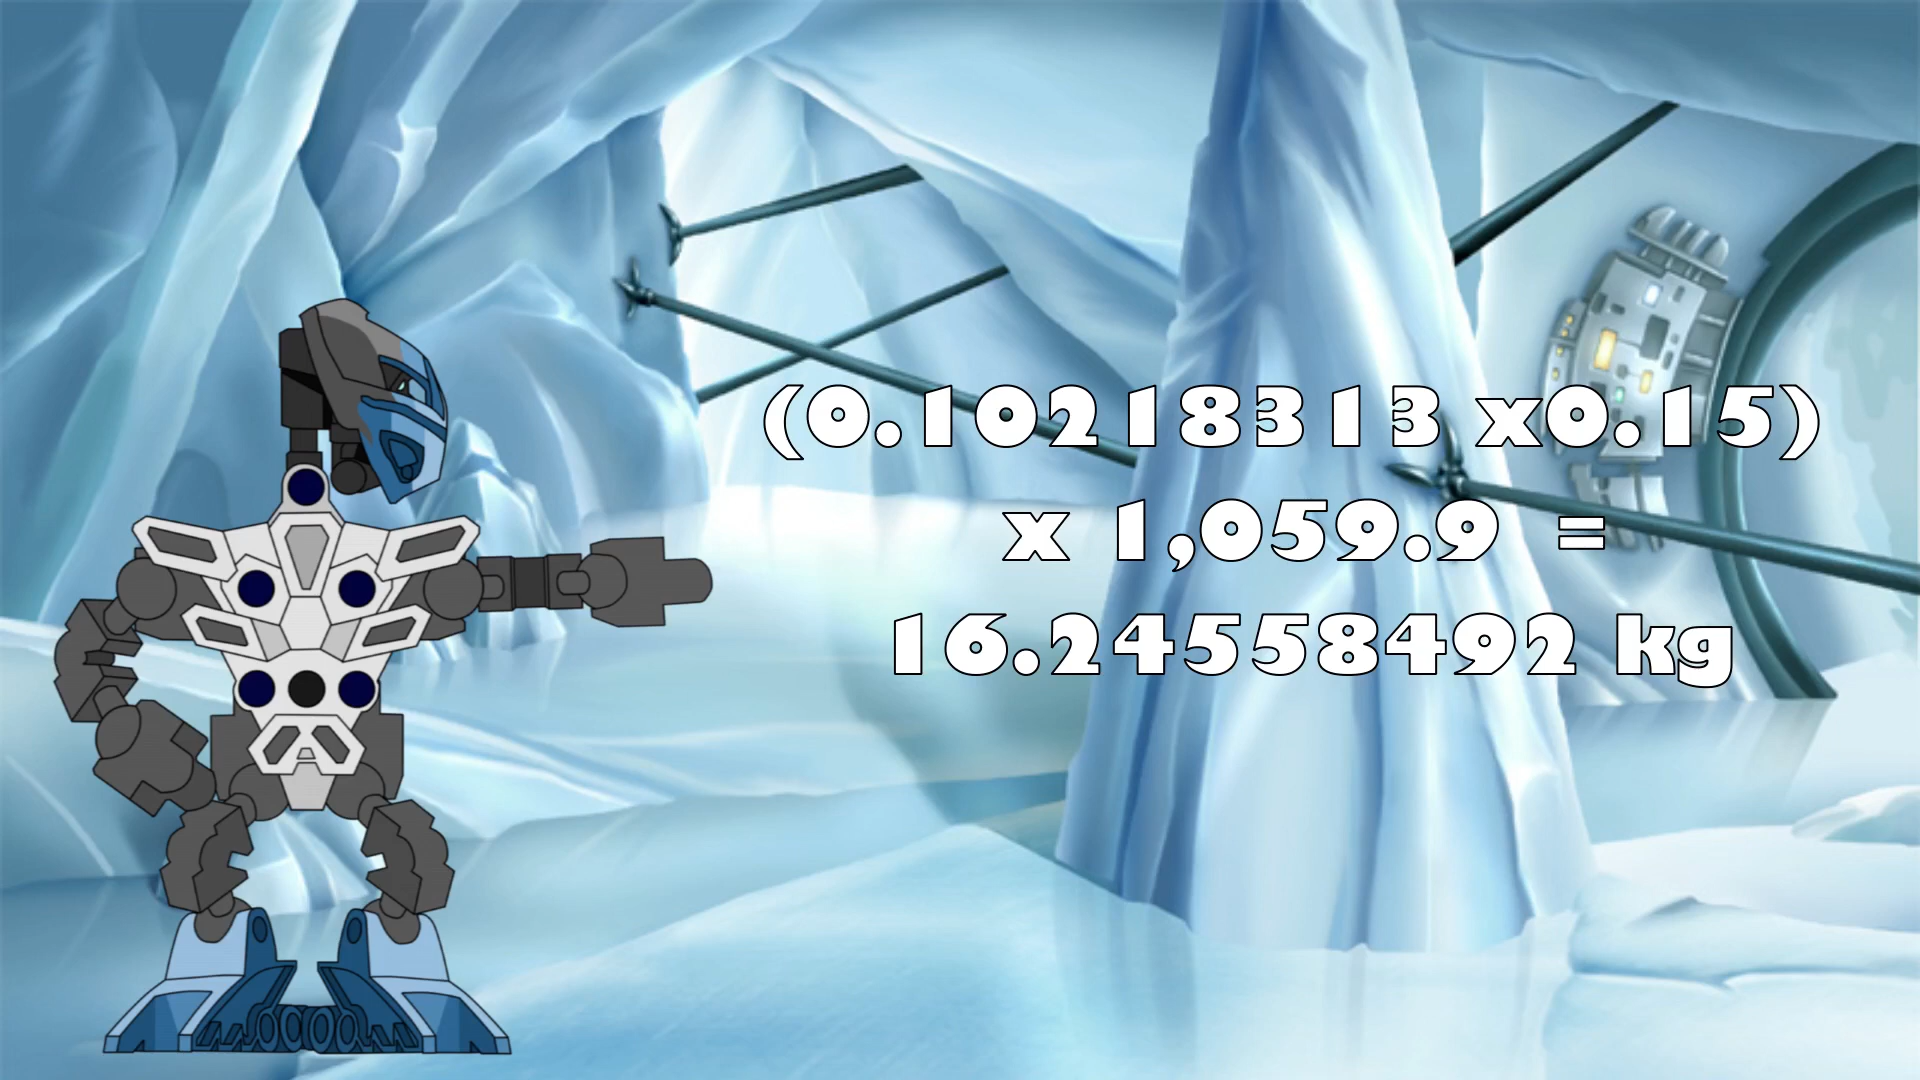 (0.10218313 x0.15)
x 1,059.9 =
16.24558492 kg